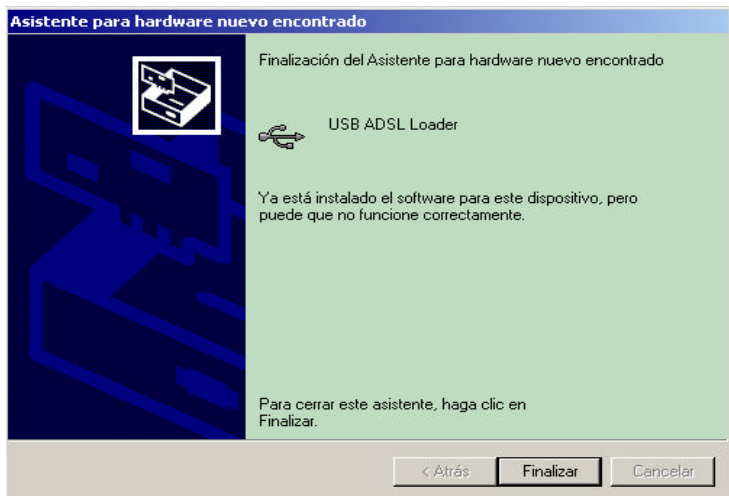 Asistente para hardware nuevo encontrado
Finalización del Asistente para hardware nuevo encontrado
USB ADSL Loader
Ya está instalado el software para este dispositivo, pero
puede que no funcione correctamente.
Para cerrar este asistente, haga clic en
Finalizar.
< Atrás
Finalizar
Cancelar